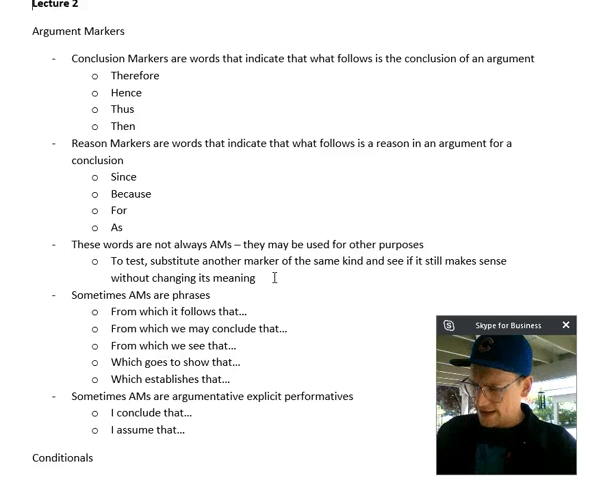 Lecture 2
Argument Markers
- Conclusion Markers are words that indicate that what follows is the conclusion of an argument
o Therefore
o Hence
o Thus
o Then
- Reason Markers are words that indicate that what follows is a reason in an argument for a
conclusion
o Since
o Because
o For
o As
- These words are not always AMs – they may be used for other purposes
o To test, substitute another marker of the same kind and see if it still makes sense
without changing its meaning
- Sometimes AMs are phrases
o From which it follows that...
o From which we may conclude that...
o From which we see that...
o Which goes to show that...
o Which establishes that...
- Sometimes AMs are argumentative explicit performatives
o I conclude that...
o I assume that...
Conditionals
Skype for Business